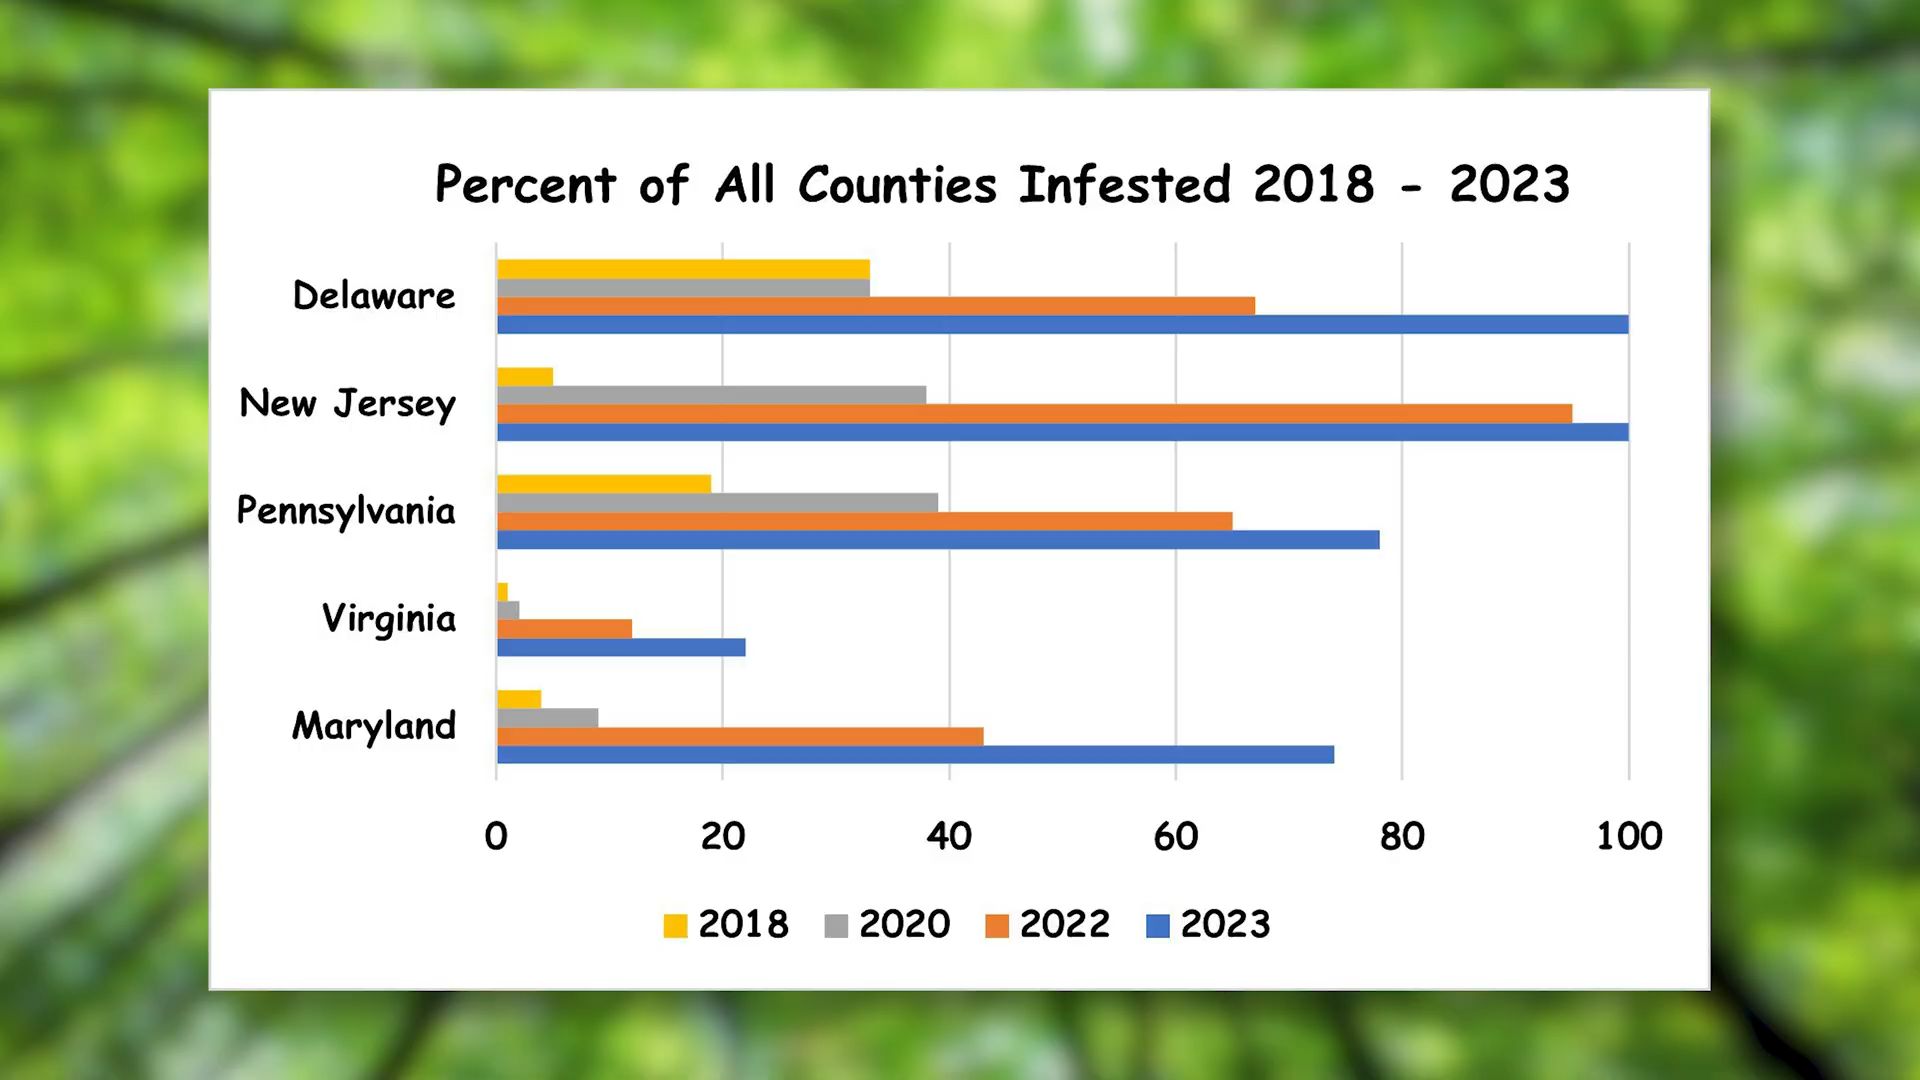 Percent of All Counties Infested 2018 - 2023
Delaware
New Jersey
Pennsylvania
Virginia
Maryland
0 20 40 60 80 100
2018 2020 2022 2023